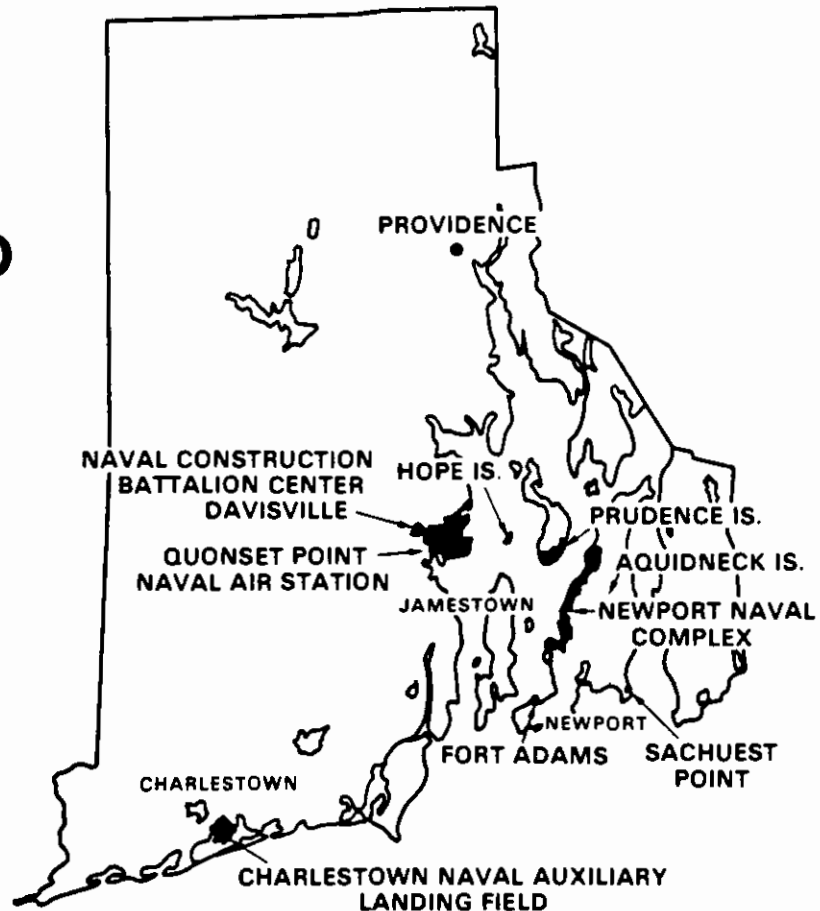 PROVIDENCE
NAVAL CONSTRUCTION
BATTALION CENTER
DAVISVILLE
HOPE IS.
PRUDENCE IS.
QUONSET POINT
NAVAL AIR STATION
AQUIDNECK IS.
JAMESTOWN
NEWPORT NAVAL
COMPLEX
NEWPORT
FORT ADAMS
SACHUEST
POINT
CHARLESTOWN
CHARLESTOWN NAVAL AUXILIARY
LANDING FIELD